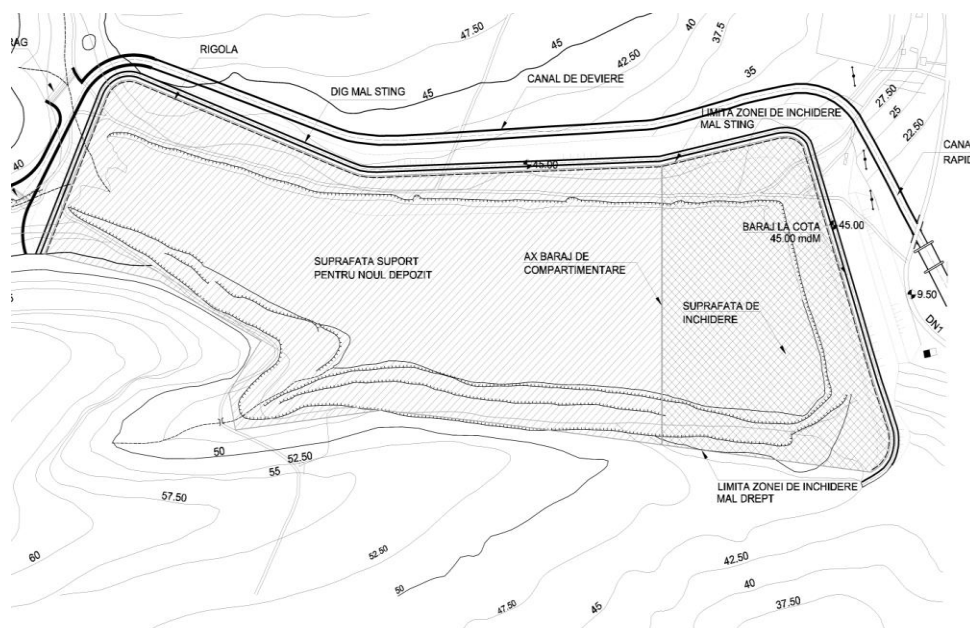 47.50
40
37.5
RAG
RIGOLA
45
42.50
35
CANAL DE DEVIERE
DIG MAL STING
45
27.50
25
22.50
LIMITA ZONEI DE INCHIDERE
MAL STING
CANA
RAPID
40
45.00
BARAJ LA COTA
45.00 mdM
45.00
SUPRAFATA SUPORT
PENTRU NOUL DEPOZIT
AX BARAJ DE
COMPARTIMENTARE
SUPRAFATA DE
INCHIDERE
9.50
DN1
50
52.50
55
57.50
LIMITA ZONEI DE INCHIDERE
MAL DREPT
60
52.50
50
47.50
45
42.50
40
37.50